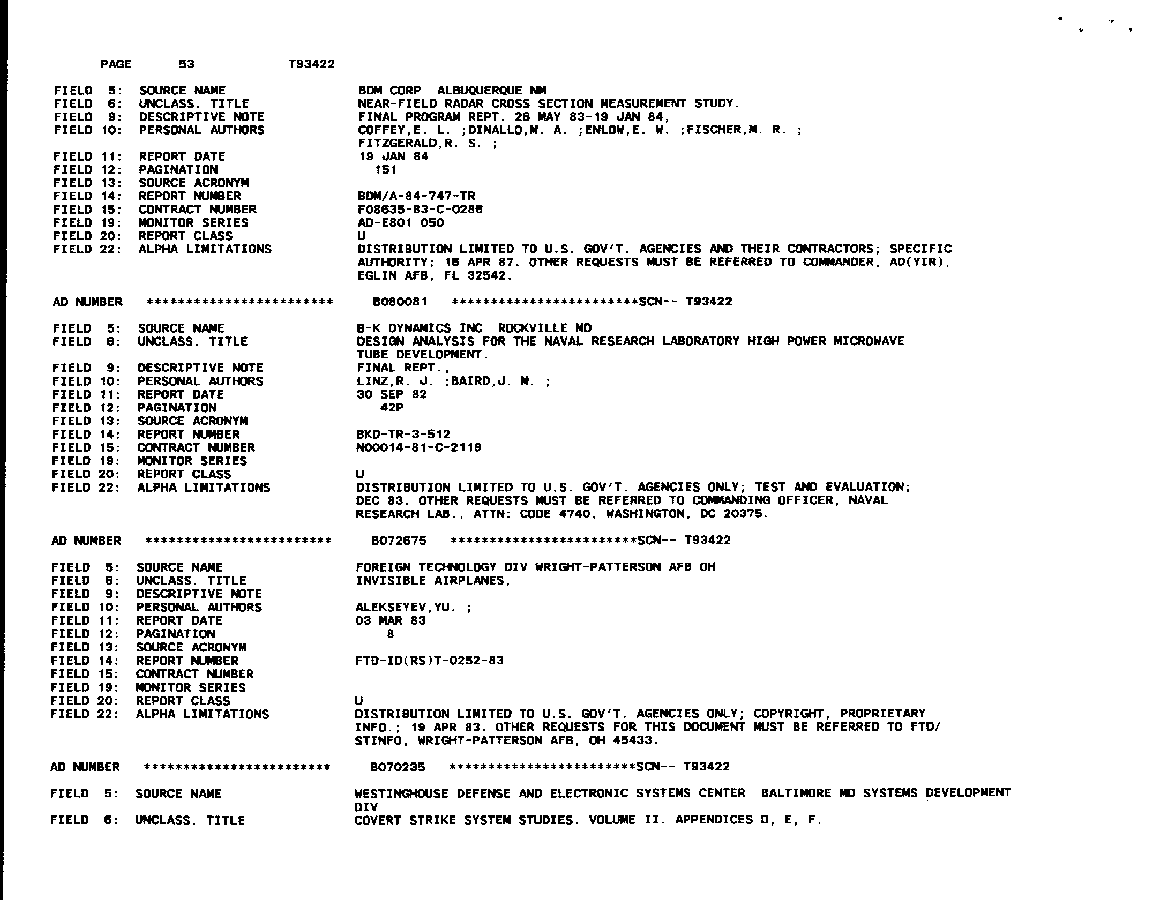 PAGE 53 T93422
FIELD 5: SOURCE NAME BDM CORP ALBUQUERQUE NM
FIELD 6: UNCLASS. TITLE NEAR-FIELD RADAR CROSS SECTION MEASUREMENT STUDY.
FIELD 9: DESCRIPTIVE NOTE FINAL PROGRAM REPT. 26 MAY 83-19 JAN 84,
FIELD 10: PERSONAL AUTHORS COFFEY,E. L. ;DINALLO,M. A. ;ENLOW,E. W. ;FISCHER,M. R. ;
FITZGERALD,R. S. ;
FIELD 11: REPORT DATE 19 JAN 84
FIELD 12: PAGINATION 151
FIELD 13: SOURCE ACRONYM
FIELD 14: REPORT NUMBER BDM/A-84-747-TR
FIELD 15: CONTRACT NUMBER F08635-83-C-0286
FIELD 19: MONITOR SERIES AD-E801 050
FIELD 20: REPORT CLASS U
FIELD 22: ALPHA LIMITATIONS DISTRIBUTION LIMITED TO U.S. GOV'T. AGENCIES AND THEIR CONTRACTORS; SPECIFIC
AUTHORITY; 15 APR 87. OTHER REQUESTS MUST BE REFERRED TO COMMANDER, AD(YIR),
EGLIN AFB, FL 32542.
AD NUMBER ************************ B080081 ************************SCN-- T93422
FIELD 5: SOURCE NAME B-K DYNAMICS INC ROCKVILLE MD
FIELD 6: UNCLASS. TITLE DESIGN ANALYSIS FOR THE NAVAL RESEARCH LABORATORY HIGH POWER MICROWAVE
TUBE DEVELOPMENT.
FIELD 9: DESCRIPTIVE NOTE FINAL REPT.,
FIELD 10: PERSONAL AUTHORS LINZ,R. J. ;BAIRD,J. M. ;
FIELD 11: REPORT DATE 30 SEP 82
FIELD 12: PAGINATION 42P
FIELD 13: SOURCE ACRONYM
FIELD 14: REPORT NUMBER BKD-TR-3-512
FIELD 15: CONTRACT NUMBER N00014-81-C-2118
FIELD 19: MONITOR SERIES
FIELD 20: REPORT CLASS U
FIELD 22: ALPHA LIMITATIONS DISTRIBUTION LIMITED TO U.S. GOV'T. AGENCIES ONLY; TEST AND EVALUATION;
DEC 83. OTHER REQUESTS MUST BE REFERRED TO COMMANDING OFFICER, NAVAL
RESEARCH LAB., ATTN: CODE 4740, WASHINGTON, DC 20375.
AD NUMBER ************************ B072675 ************************SCN-- T93422
FIELD 5: SOURCE NAME FOREIGN TECHNOLOGY DIV WRIGHT-PATTERSON AFB OH
FIELD 6: UNCLASS. TITLE INVISIBLE AIRPLANES,
FIELD 9: DESCRIPTIVE NOTE
FIELD 10: PERSONAL AUTHORS ALEKSEYEV,YU. ;
FIELD 11: REPORT DATE 03 MAR 83
FIELD 12: PAGINATION 8
FIELD 13: SOURCE ACRONYM
FIELD 14: REPORT NUMBER FTD-ID(RS)T-0252-83
FIELD 15: CONTRACT NUMBER
FIELD 19: MONITOR SERIES
FIELD 20: REPORT CLASS U
FIELD 22: ALPHA LIMITATIONS DISTRIBUTION LIMITED TO U.S. GOV'T. AGENCIES ONLY; COPYRIGHT, PROPRIETARY
INFO.; 19 APR 83. OTHER REQUESTS FOR THIS DOCUMENT MUST BE REFERRED TO FTD/
STINFO, WRIGHT-PATTERSON AFB, OH 45433.
AD NUMBER ************************ B070235 ************************SCN-- T93422
FIELD 5: SOURCE NAME WESTINGHOUSE DEFENSE AND ELECTRONIC SYSTEMS CENTER BALTIMORE MD SYSTEMS DEVELOPMENT
DIV
FIELD 6: UNCLASS. TITLE COVERT STRIKE SYSTEM STUDIES. VOLUME II. APPENDICES D, E, F.